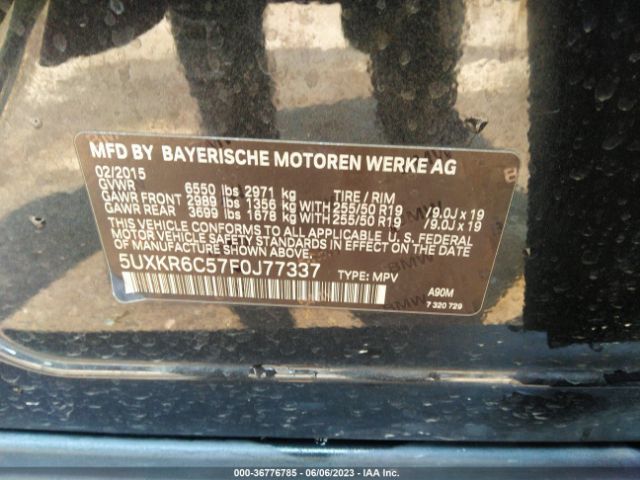 MFD BY BAYERISCHE MOTOREN WERKE AG
02/2015
GVWR 6550 lbs 2971 kg TIRE / RIM
GAWR FRONT 2989 lbs 1356 kg WITH 255/50 R19 /9.0J x 19
GAWR REAR 3699 lbs 1678 kg WITH 255/50 R19 /9.0J x 19
THIS VEHICLE CONFORMS TO ALL APPLICABLE U.S. FEDERAL
MOTOR VEHICLE SAFETY STANDARDS IN EFFECT ON THE DATE
OF MANUFACTURE SHOWN ABOVE.
5UXKR6C57F0J77337 TYPE: MPV
A90M
7 320 729
000-36776785 - 06/06/2023 - IAA Inc.